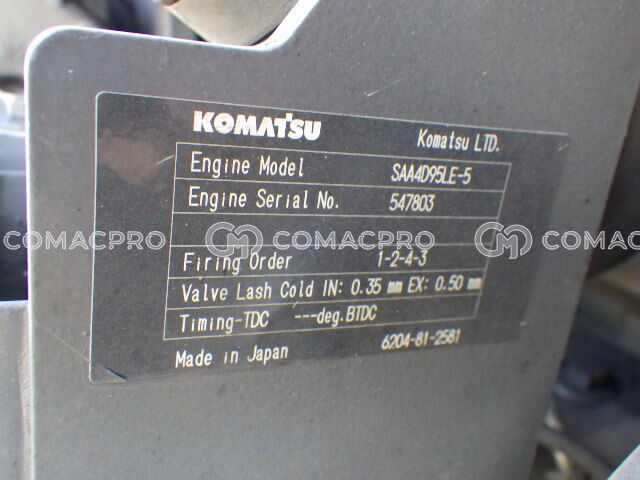 KOMATSU Komatsu LTD.
Engine Model SAA4D95LE-5
Engine Serial No. 547803
COMACPRO COMACPRO COMAC
Firing Order 1-2-4-3
Valve Lash Cold IN: 0.35 mm EX: 0.50 mm
Timing-TDC ---deg.BTDC
Made in Japan 6204-81-2581